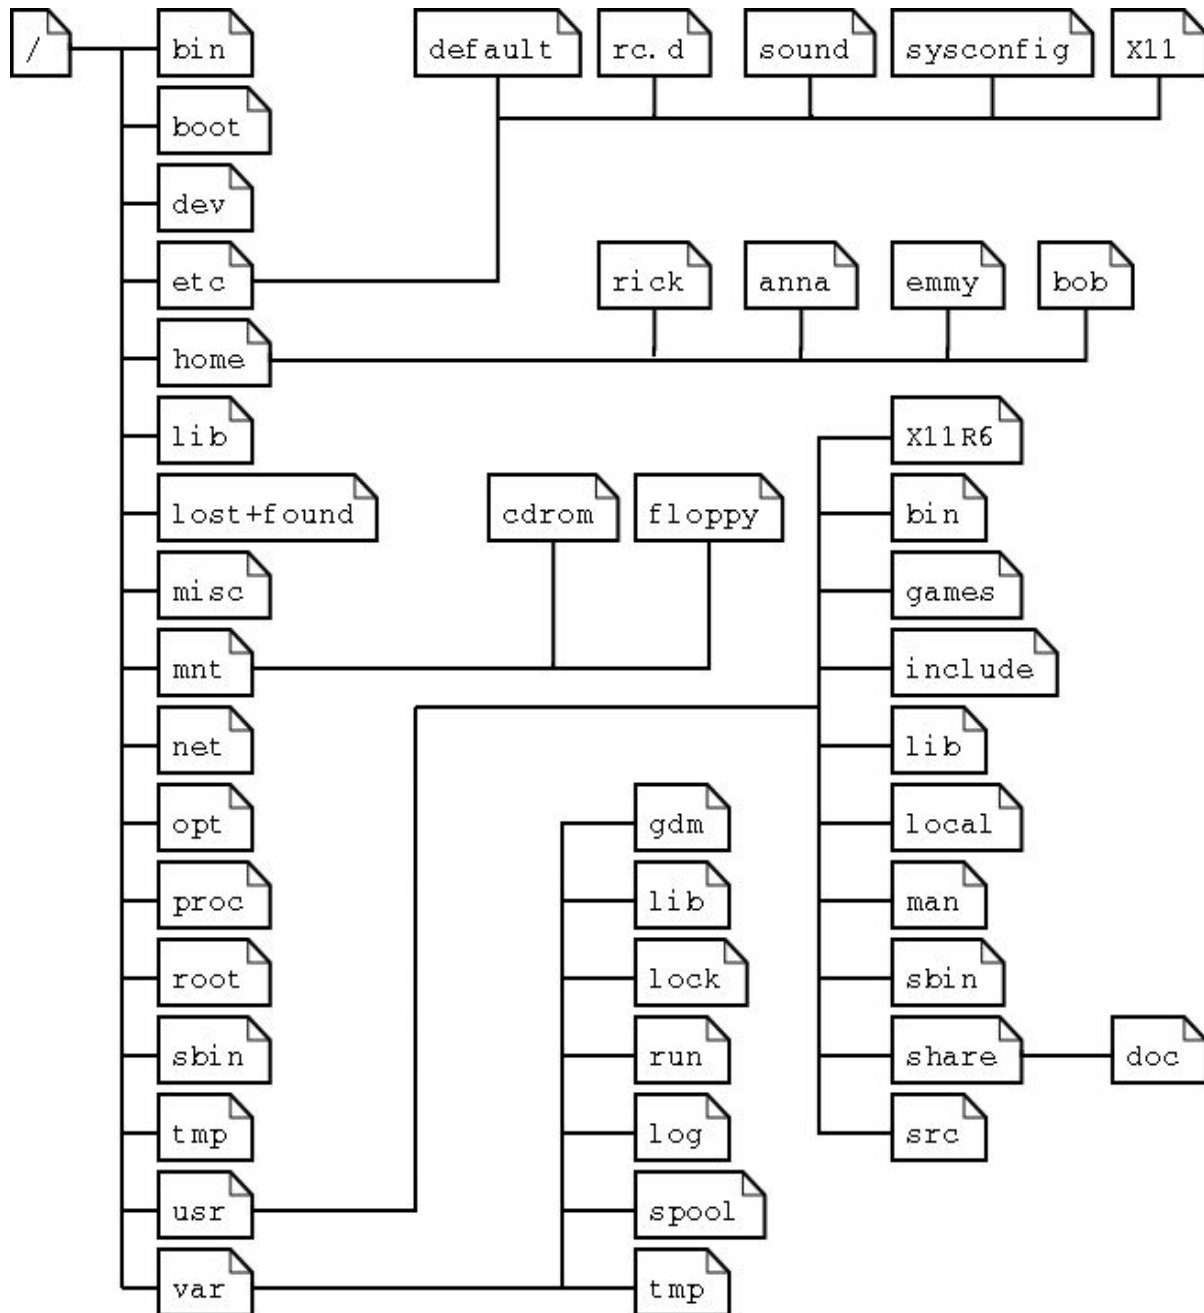 /
bin
default
rc.d
sound
sysconfig
X11
boot
dev
etc
rick
anna
emmy
bob
home
lib
X11R6
lost+found
cdrom
floppy
bin
misc
games
mnt
include
net
lib
opt
gdm
local
proc
lib
man
root
lock
sbin
sbin
run
share
doc
tmp
log
src
usr
spool
var
tmp